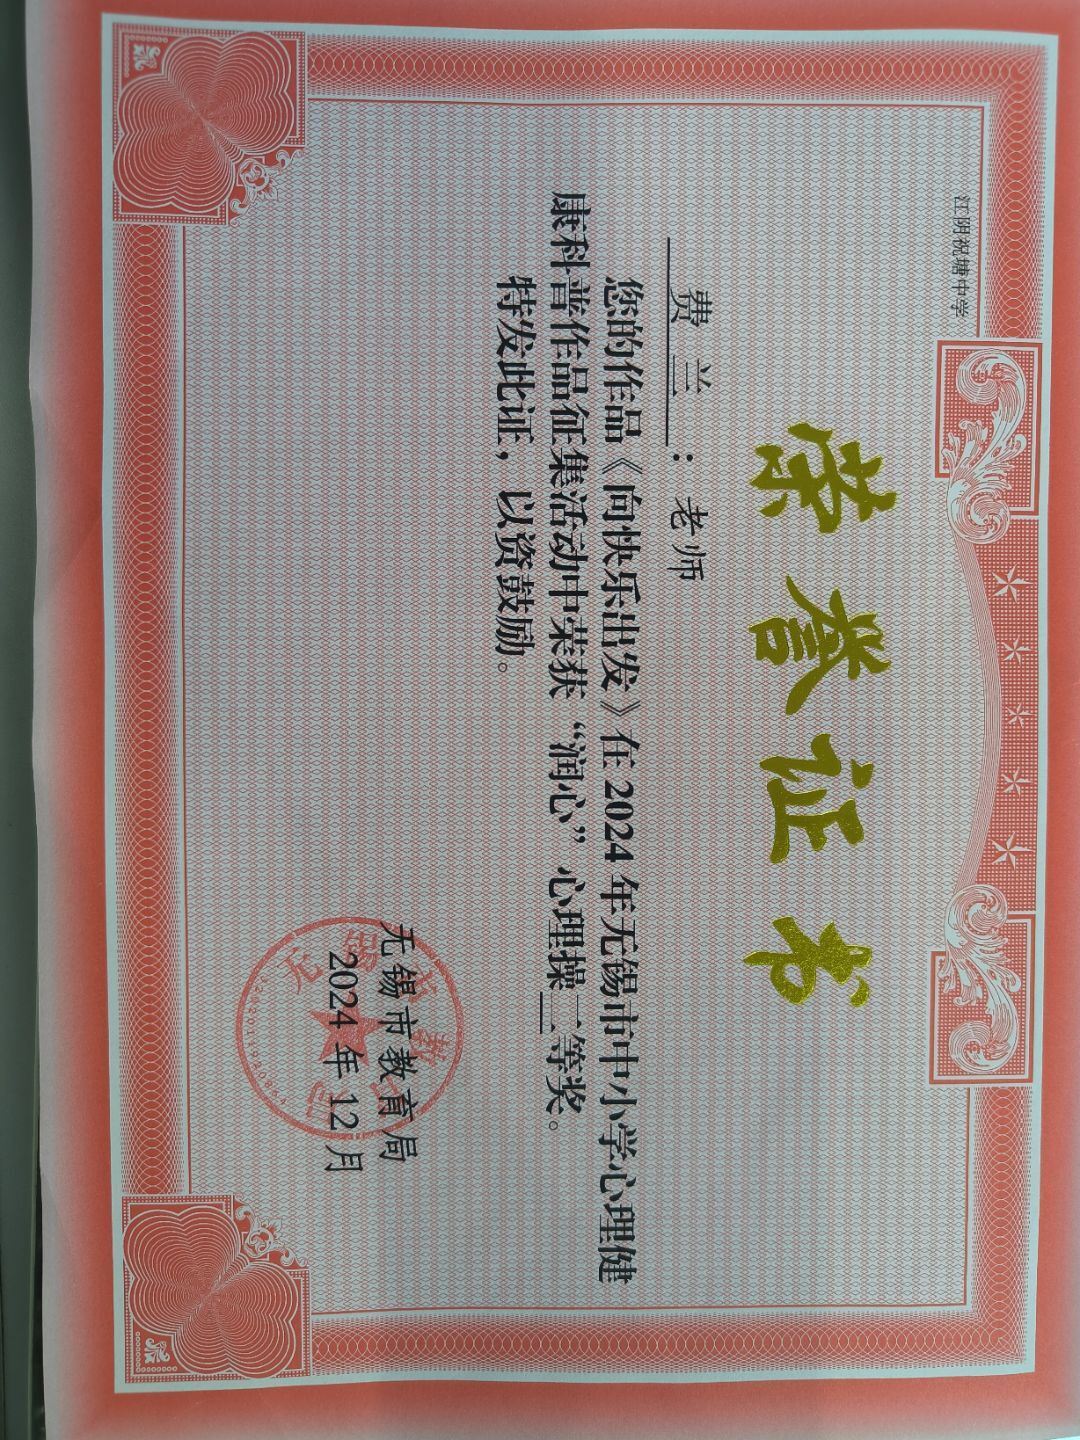 江阴祝塘中学
荣誉证书
费兰：老师
您的作品《向快乐出发》在2024年无锡市中小学心理健
康科普作品征集活动中荣获“润心”心理操二等奖。
特发此证，以资鼓励。
无锡市教育局
2024年12月